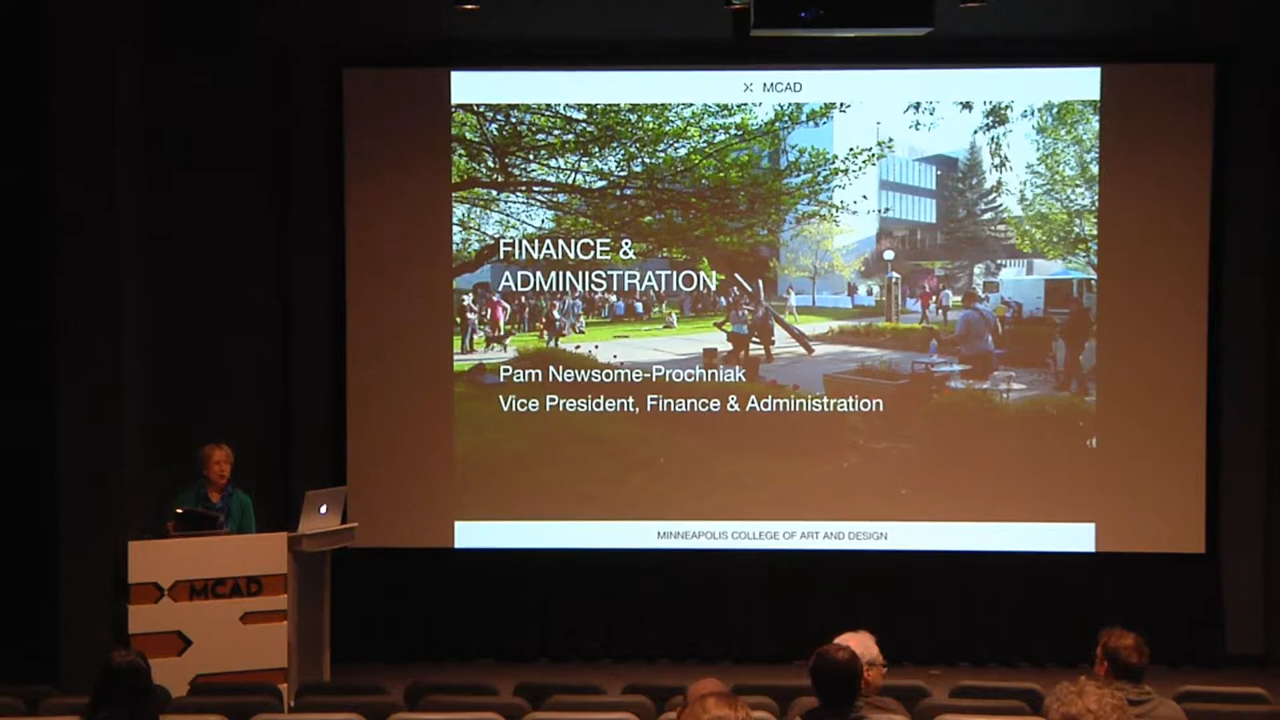 MCAD
FINANCE &
ADMINISTRATION
Pam Newsome-Prochniak
Vice President, Finance & Administration
MINNEAPOLIS COLLEGE OF ART AND DESIGN
MCAD